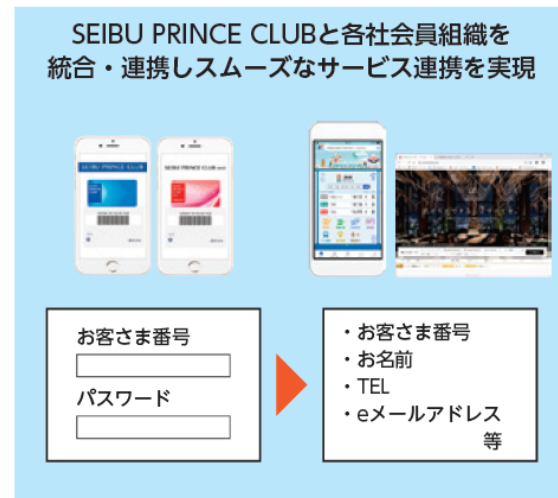 SEIBU PRINCE CLUBと各社会員組織を
統合・連携しスムーズなサービス連携を実現
SEIBU PRINCE CLUB
SEIBU PRINCE CLUB
お客さま番号
パスワード
・お客さま番号
・お名前
・TEL
・eメールアドレス
等